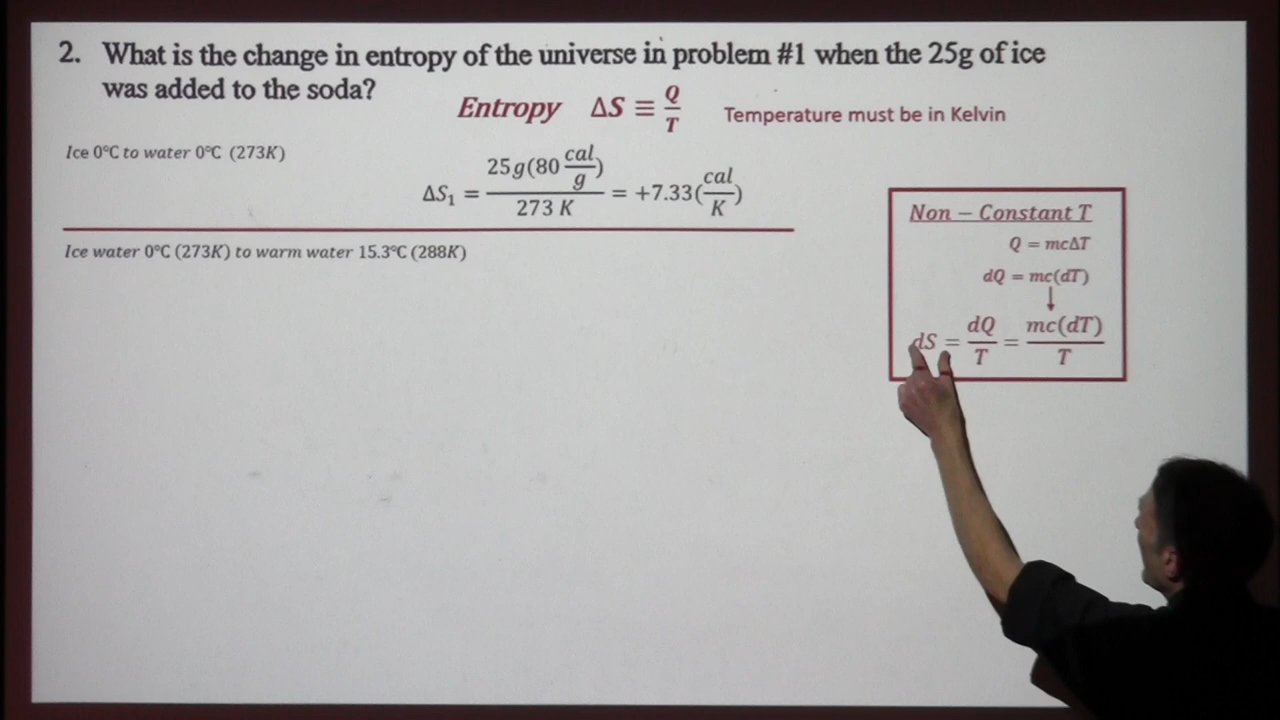 2. What is the change in entropy of the universe in problem #1 when the 25g of ice
was added to the soda?
Entropy ΔS ≡ Q/T
Temperature must be in Kelvin
Ice 0°C to water 0°C (273K)
ΔS₁ = 25g(80 cal/g) / 273 K = +7.33(cal/K)
Ice water 0°C (273K) to warm water 15.3°C (288K)
Non – Constant T
Q = mcΔT
dQ = mc(dT)
↓
dS = dQ/T = mc(dT)/T